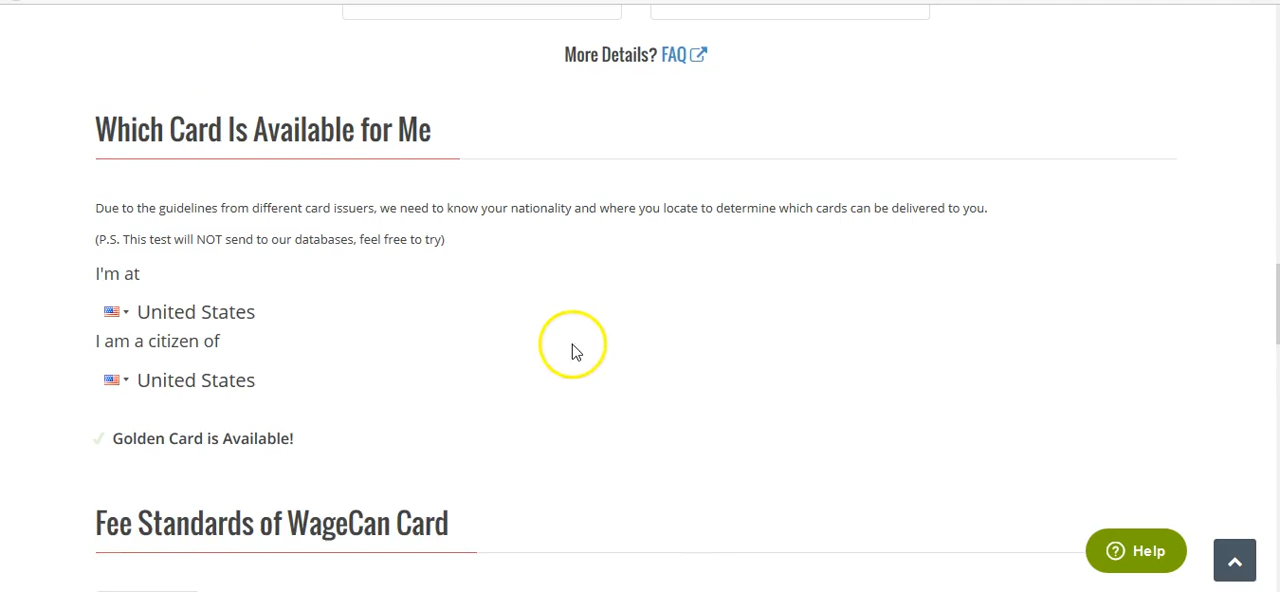 More Details? FAQ
Which Card Is Available for Me
Due to the guidelines from different card issuers, we need to know your nationality and where you locate to determine which cards can be delivered to you.
(P.S. This test will NOT send to our databases, feel free to try)
I'm at
United States
I am a citizen of
United States
Golden Card is Available!
Fee Standards of WageCan Card
Help